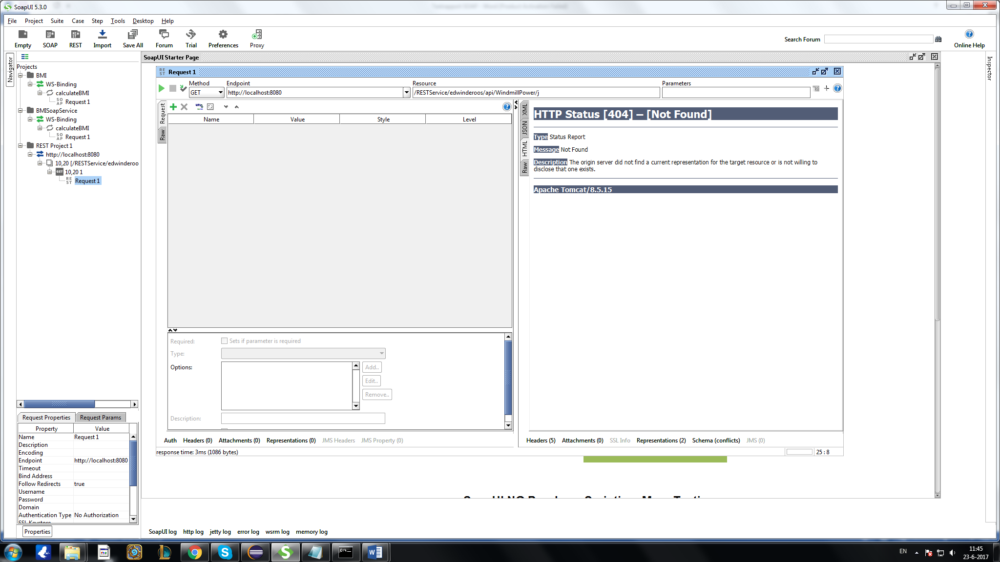 SoapUI 5.3.0
File Project Suite Case Step Tools Desktop Help
Empty SOAP REST Import Save All Forum Trial Preferences Proxy
Search Forum
Online Help
Navigator
Projects
BMI
WS-Binding
calculateBMI
SO AP Request 1
BMISoapService
WS-Binding
calculateBMI
SO AP Request 1
REST Project 1
http://localhost:8080
10,20 [/RESTService/edwinderoo
GET 10,20 1
RE ST Request 1
SoapUI Starter Page
Inspector
RE ST Request 1
Method Endpoint Resource Parameters
GET http://localhost:8080 /RESTService/edwinderoos/api/WindmillPower/j
Request
Raw
Name Value Style Level
XML
JSON
HTML
Raw
HTTP Status [404] – [Not Found]
Type Status Report
Message Not Found
Description The origin server did not find a current representation for the target resource or is not willing to
disclose that one exists.
Apache Tomcat/8.5.15
Required: Sets if parameter is required
Type:
Options:
Add..
Edit..
Remove..
Description:
Auth Headers (0) Attachments (0) Representations (0) JMS Headers JMS Property (0)
Headers (5) Attachments (0) SSL Info Representations (2) Schema (conflicts) JMS (0)
response time: 3ms (1086 bytes)
25 : 8
Request Properties Request Params
Property Value
Name Request 1
Description
Encoding
Endpoint http://localhost:8080
Timeout
Bind Address
Follow Redirects true
Username
Password
Domain
Authentication Type No Authorization
SSL Keystore
Properties
SoapUI log http log jetty log error log wsrm log memory log
EN
11:45
23-6-2017